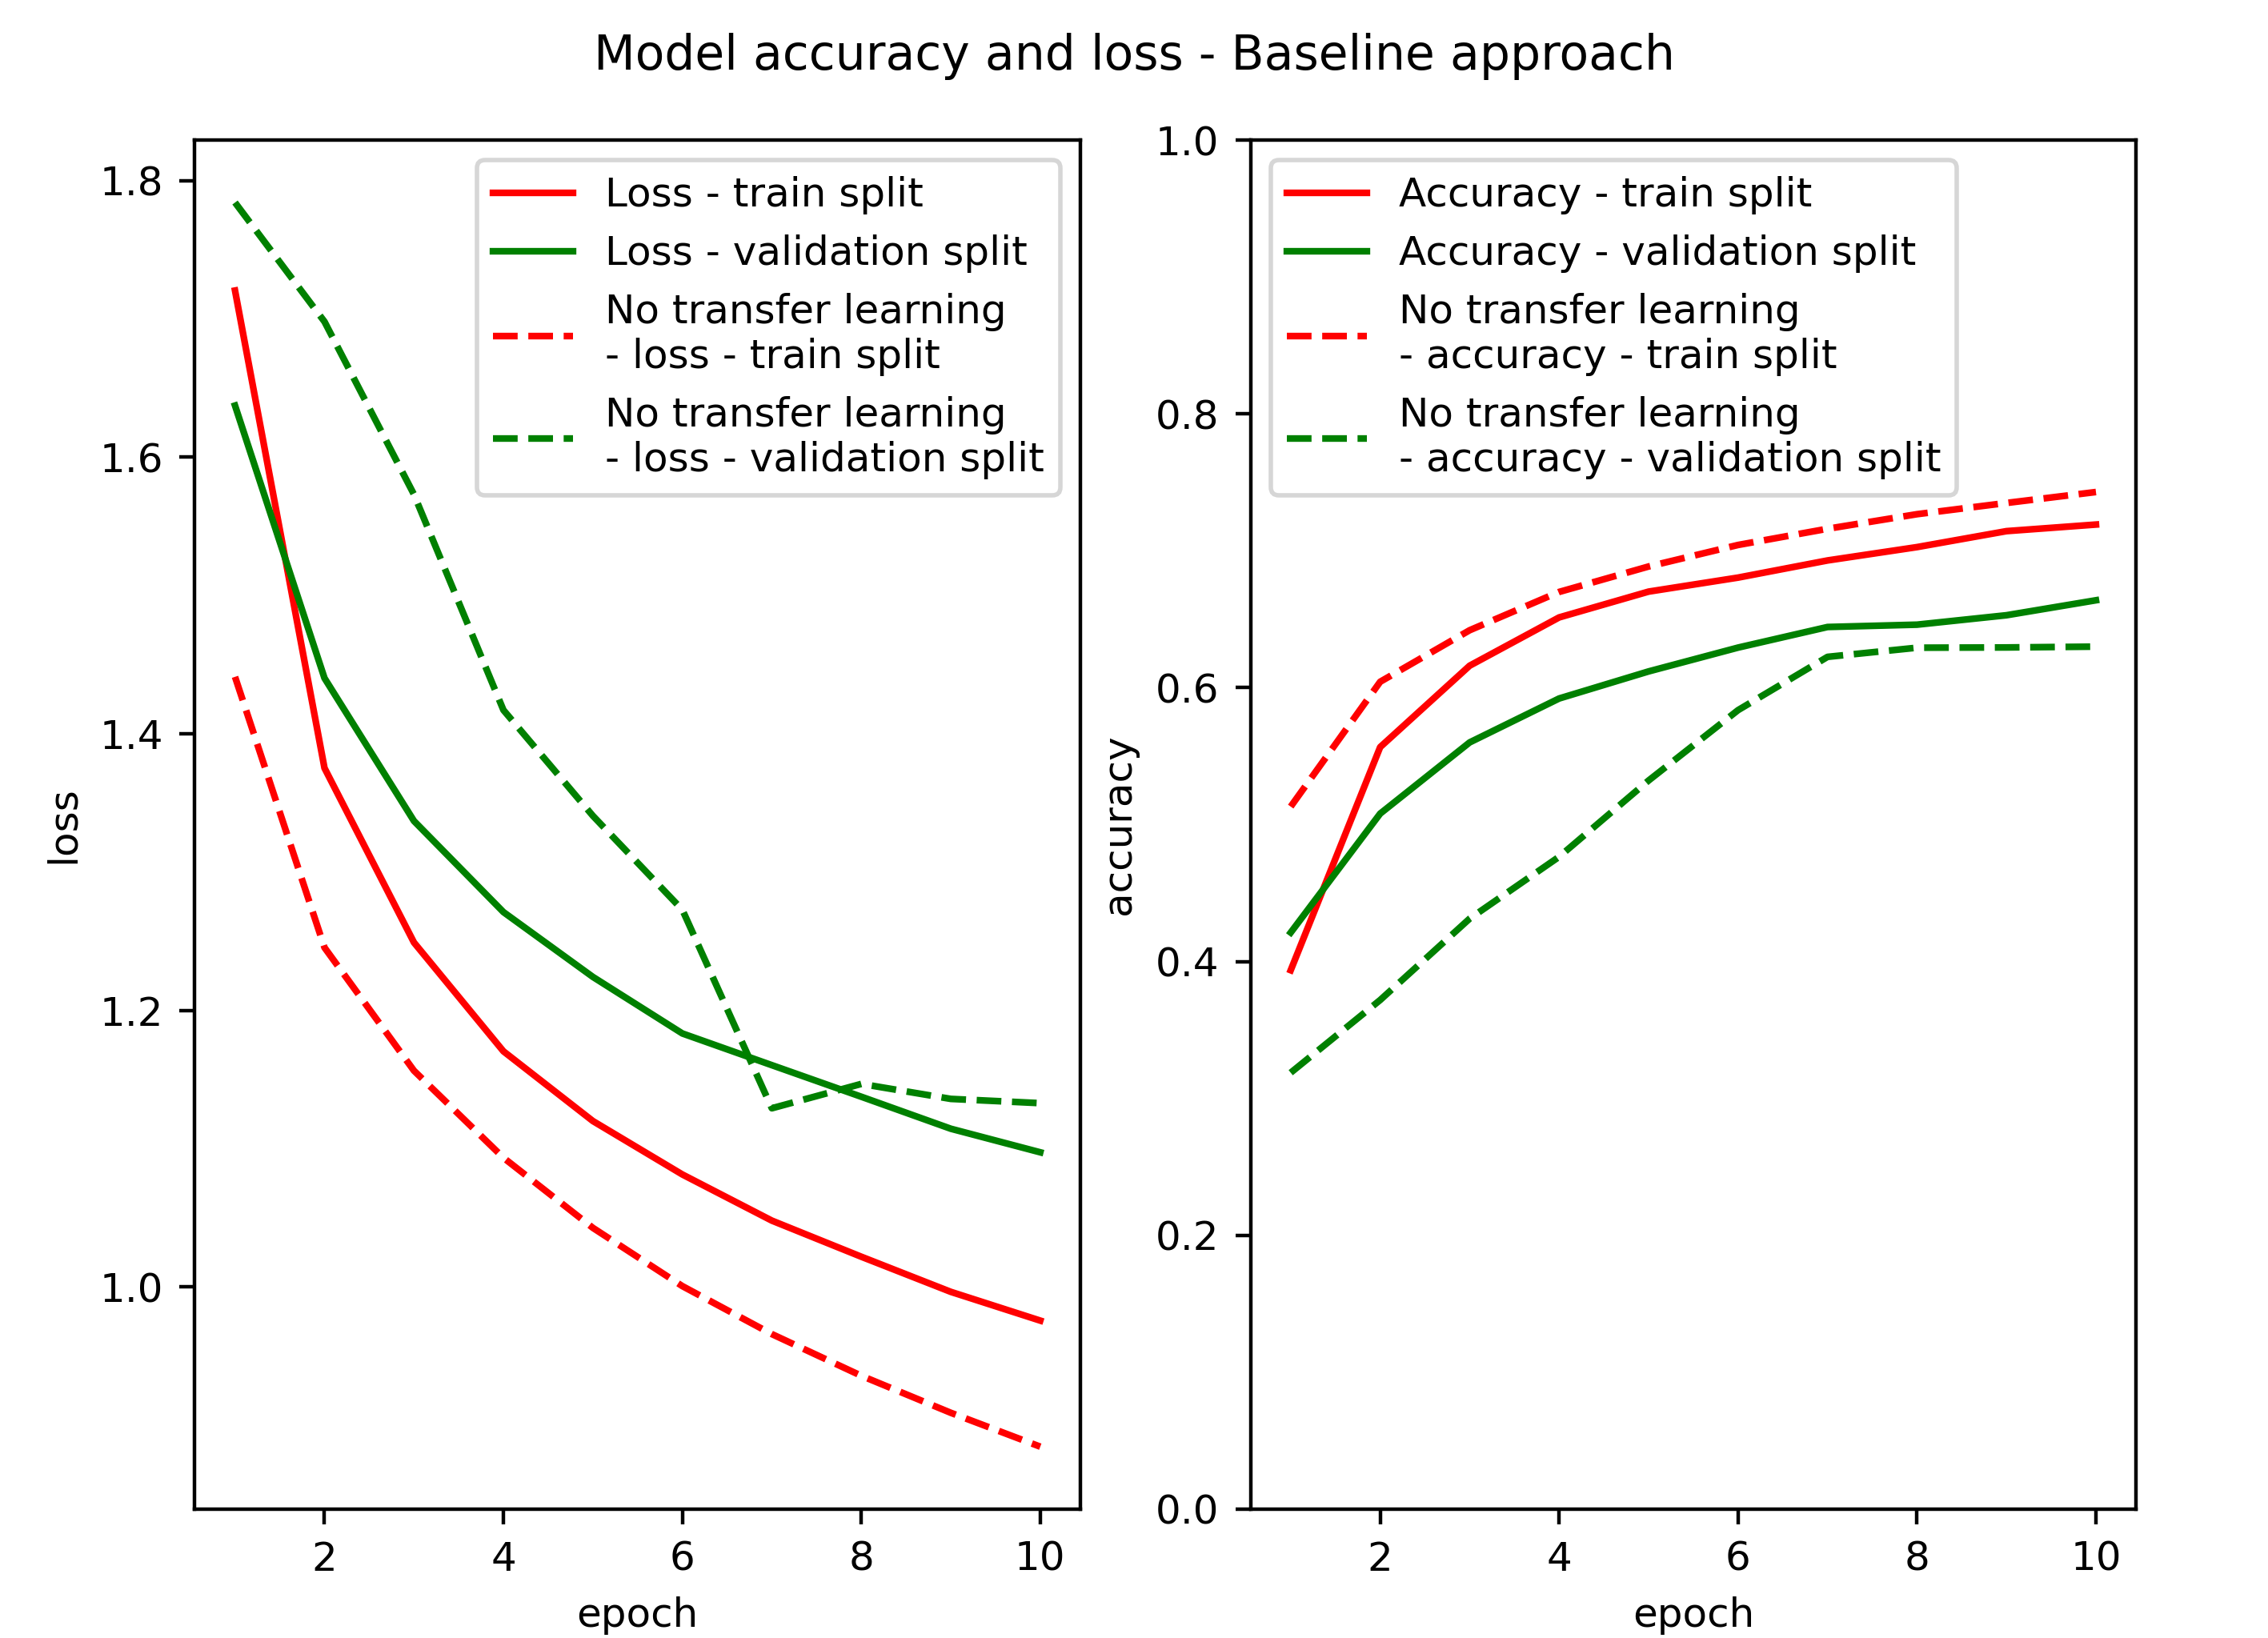 Model accuracy and loss - Baseline approach
1.8
1.6
1.4
1.2
1.0
loss
2 4 6 8 10
epoch
Loss - train split
Loss - validation split
No transfer learning
- loss - train split
No transfer learning
- loss - validation split
1.0
0.8
0.6
0.4
0.2
0.0
accuracy
2 4 6 8 10
epoch
Accuracy - train split
Accuracy - validation split
No transfer learning
- accuracy - train split
No transfer learning
- accuracy - validation split